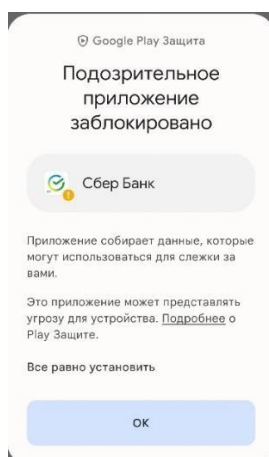 Google Play Защита
Подозрительное
приложение
заблокировано
Сбер Банк
Приложение собирает данные, которые
могут использоваться для слежки за
вами.
Это приложение может представлять
угрозу для устройства. Подробнее о
Play Защите.
Все равно установить
ОК